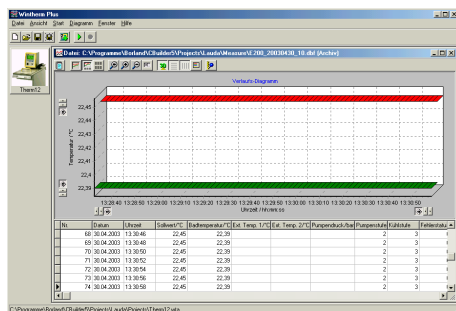 Wintherm Plus
Datei Ansicht Start Diagramm Fenster Hilfe
Datei: C:\Programme\Borland\CBuilder5\Projects\Lauda\Measure\E200_20030430_10.dbf (Archiv)
Therm12
Verlaufs-Diagramm
22,45
22,44
22,43
22,42
22,41
22,4
22,39
Temperatur /°C
13:28:40 13:28:50 13:29:00 13:29:10 13:29:20 13:29:30 13:29:40 13:29:50 13:30:00 13:30:10 13:30:20 13:30:30 13:30:40 13:30:50
Uhrzeit / hh:mm:ss
Nr. Datum Uhrzeit Sollwert/°C Badtemperatur/°C Ext. Temp. 1/°C Ext. Temp. 2/°C Pumpendruck/bar Pumpenstufe Kühlstufe Fehlerstatu
68 30.04.2003 13:30:46 22,45 22,39 2 3
69 30.04.2003 13:30:48 22,45 22,39 2 3
70 30.04.2003 13:30:50 22,45 22,39 2 3
71 30.04.2003 13:30:52 22,45 22,39 2 3
72 30.04.2003 13:30:54 22,45 22,39 2 3
73 30.04.2003 13:30:56 22,45 22,39 2 3
74 30.04.2003 13:30:58 22,45 22,39 2 3
C:\Programme\Borland\CBuilder5\Projects\Lauda\Projects\Therm12.wta